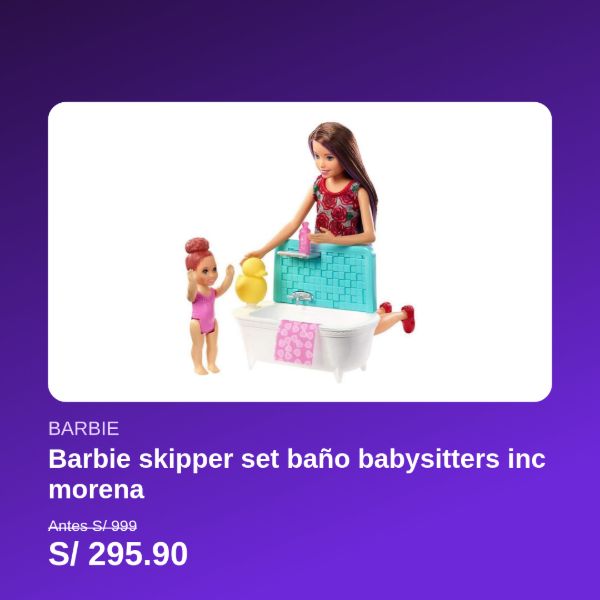 BARBIE
Barbie skipper set baño babysitters inc
morena
Antes S/ 999
S/ 295.90